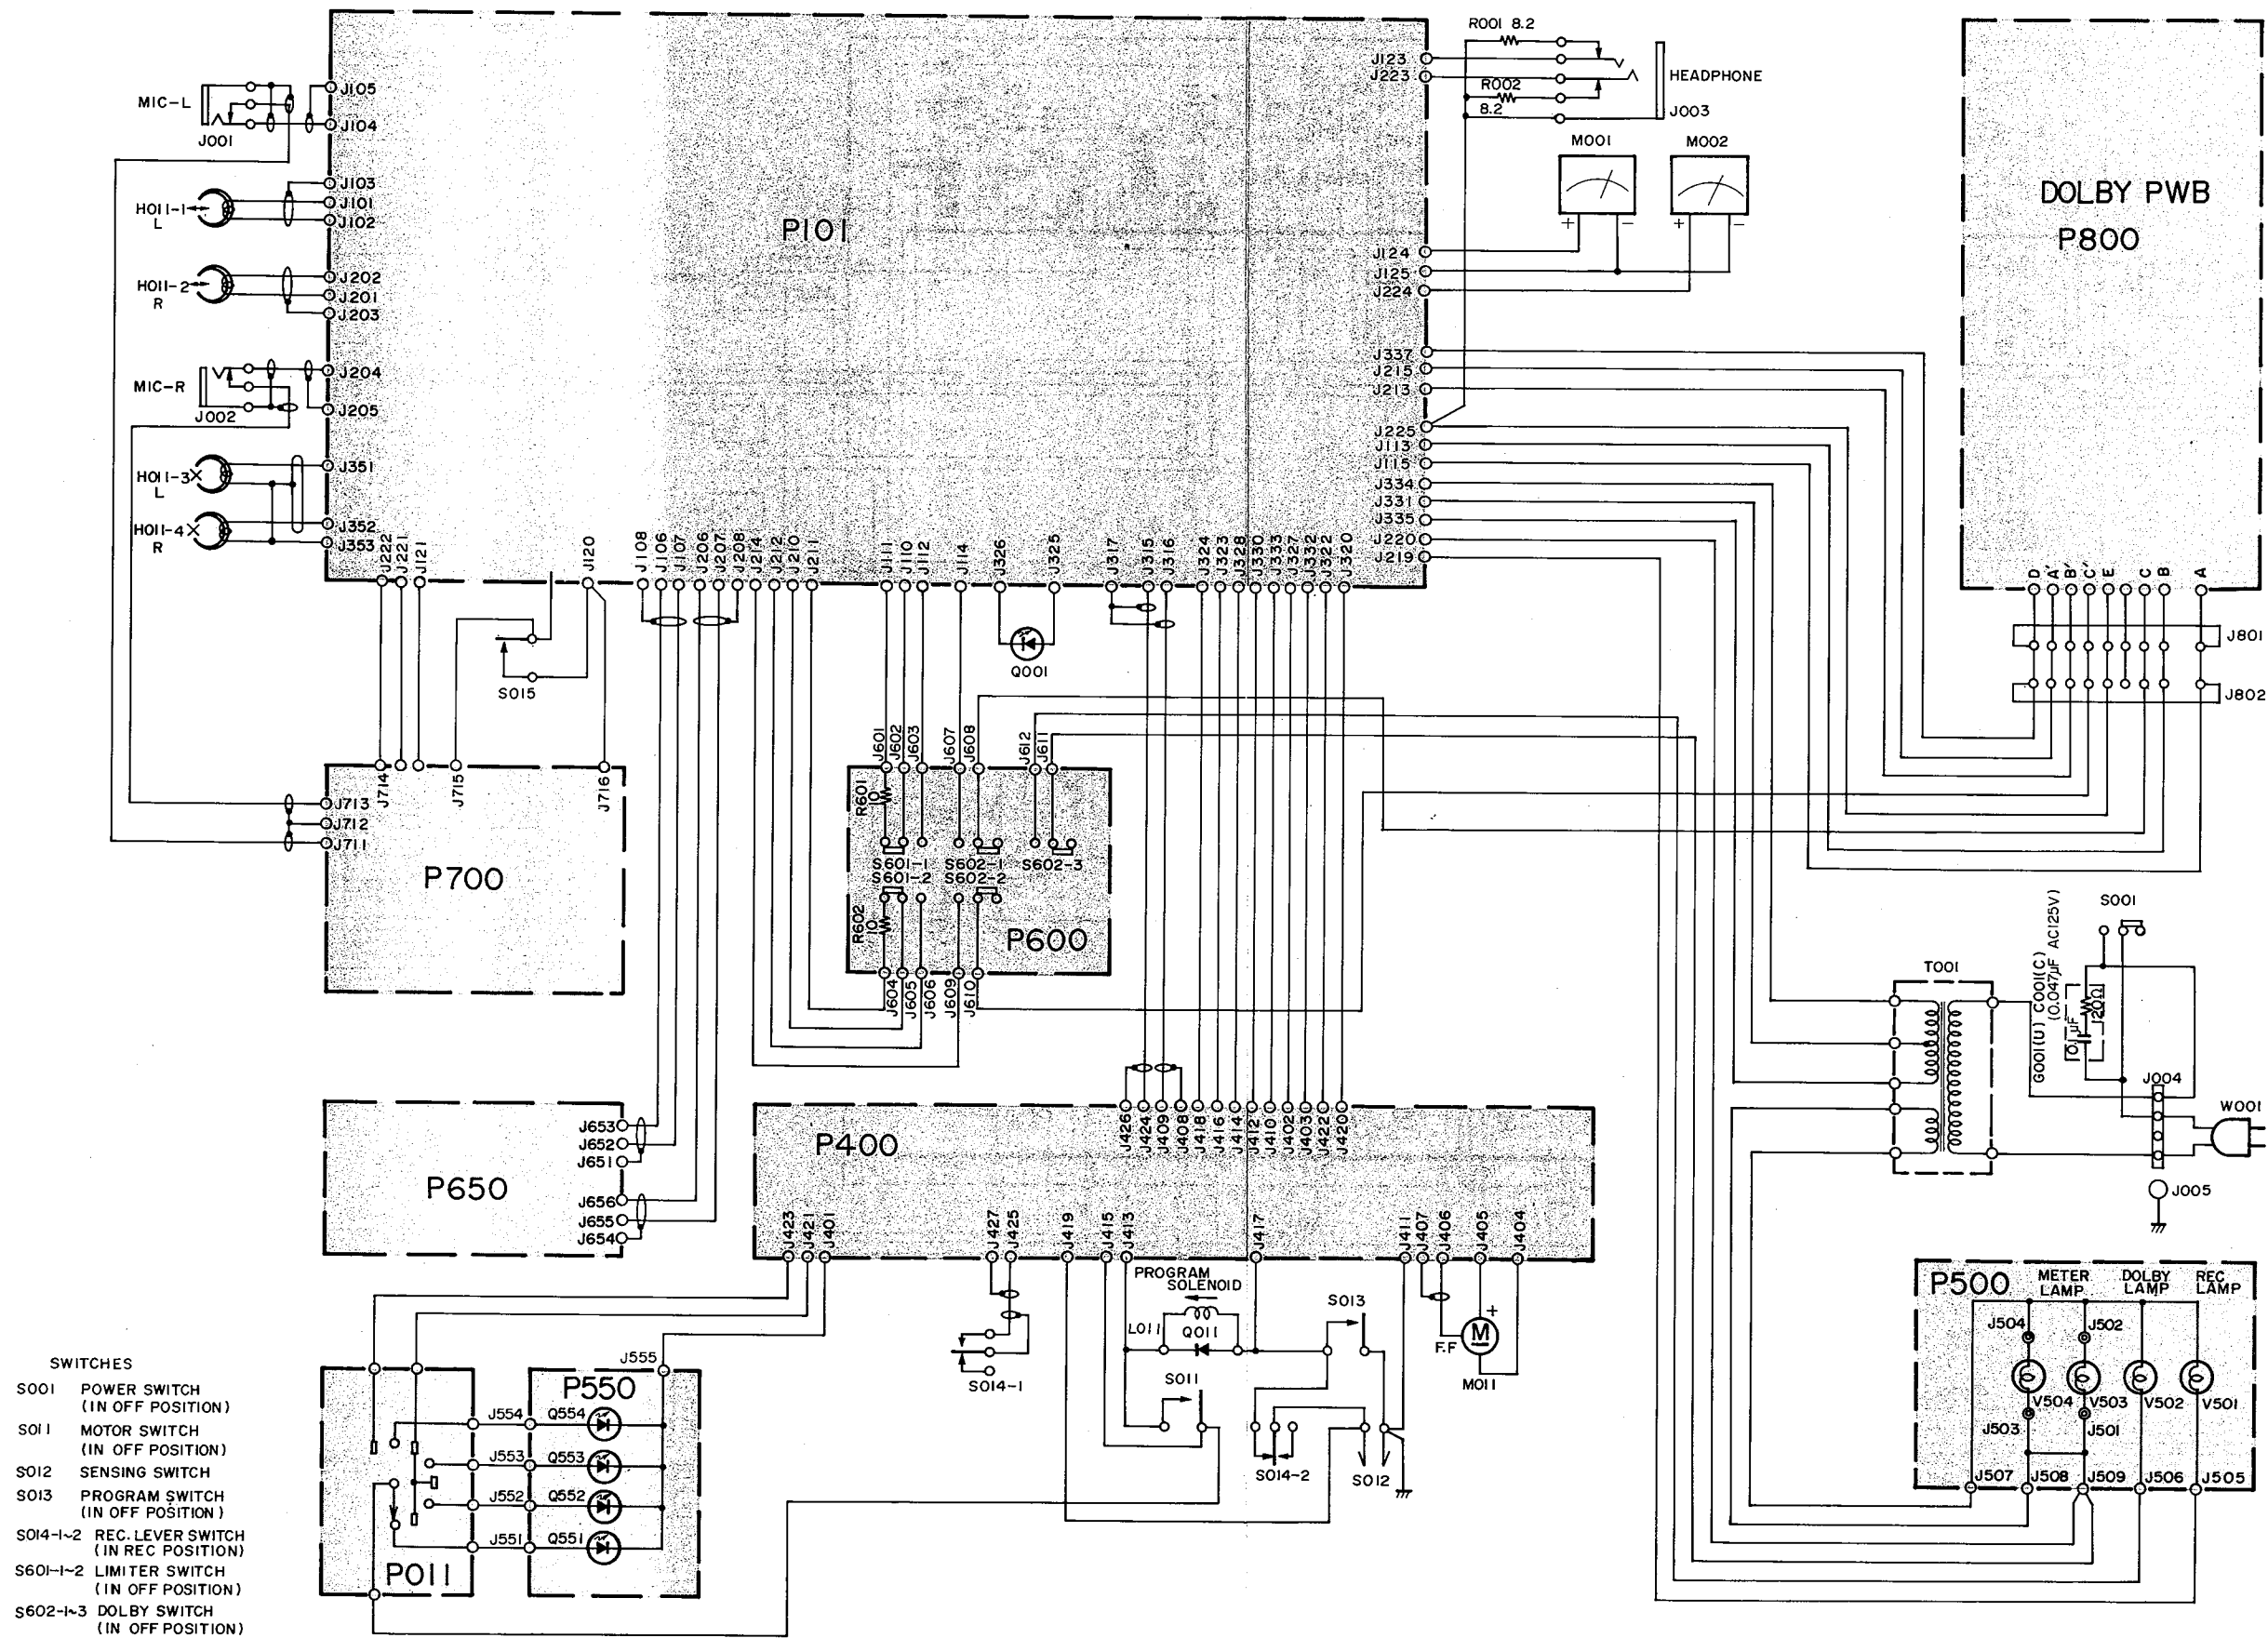 R001 8.2
J123
J223
HEADPHONE
R002
8.2
J003
MIC-L
J105
J104
J001
M001
M002
+
-
+
-
J103
J101
J102
H011-1
L
P101
DOLBY PWB
P800
J124
J125
J224
J202
J201
J203
H011-2
R
J204
MIC-R
J205
J002
J337
J215
J213
J225
J113
J115
J334
J331
J335
J220
J219
J351
H011-3
L
J352
H011-4
R
J353
J222
J221
J121
J120
J108
J106
J107
J206
J207
J208
J214
J212
J210
J211
J111
J110
J112
J114
J326
J325
J317
J315
J316
J324
J323
J328
J330
J333
J327
J332
J322
J320
D
A'
B'
C'
E
C
B
A
J801
J802
S015
Q001
J601
J602
J603
J607
J608
J612
J611
J714
J715
J716
J713
J712
J711
P700
R601
10
S601-1
S602-1
S602-3
S601-2
S602-2
R602
10
P600
J604
J605
J606
J609
J610
S001
G001(U) C001(C)
(0.047µF AC125V)
0.1µF
120Ω
T001
J004
W001
J005
J653
J652
J651
P650
J656
J655
J654
P400
J426
J424
J409
J408
J418
J416
J414
J412
J410
J402
J403
J422
J420
J423
J421
J401
J427
J425
J419
J415
J413
J417
J411
J407
J406
J405
J404
PROGRAM
SOLENOID
L011
Q011
S013
F.F
M
+
M011
S014-1
S011
S014-2
S012
P500
METER
LAMP
DOLBY
LAMP
REC
LAMP
J504
J502
V504
V503
V502
V501
J503
J501
J507
J508
J509
J506
J505
J555
P550
J554
Q554
J553
Q553
J552
Q552
J551
Q551
P011
SWITCHES
S001 POWER SWITCH
(IN OFF POSITION)
S011 MOTOR SWITCH
(IN OFF POSITION)
S012 SENSING SWITCH
S013 PROGRAM SWITCH
(IN OFF POSITION)
S014-1~2 REC. LEVER SWITCH
(IN REC POSITION)
S601-1~2 LIMITER SWITCH
(IN OFF POSITION)
S602-1~3 DOLBY SWITCH
(IN OFF POSITION)